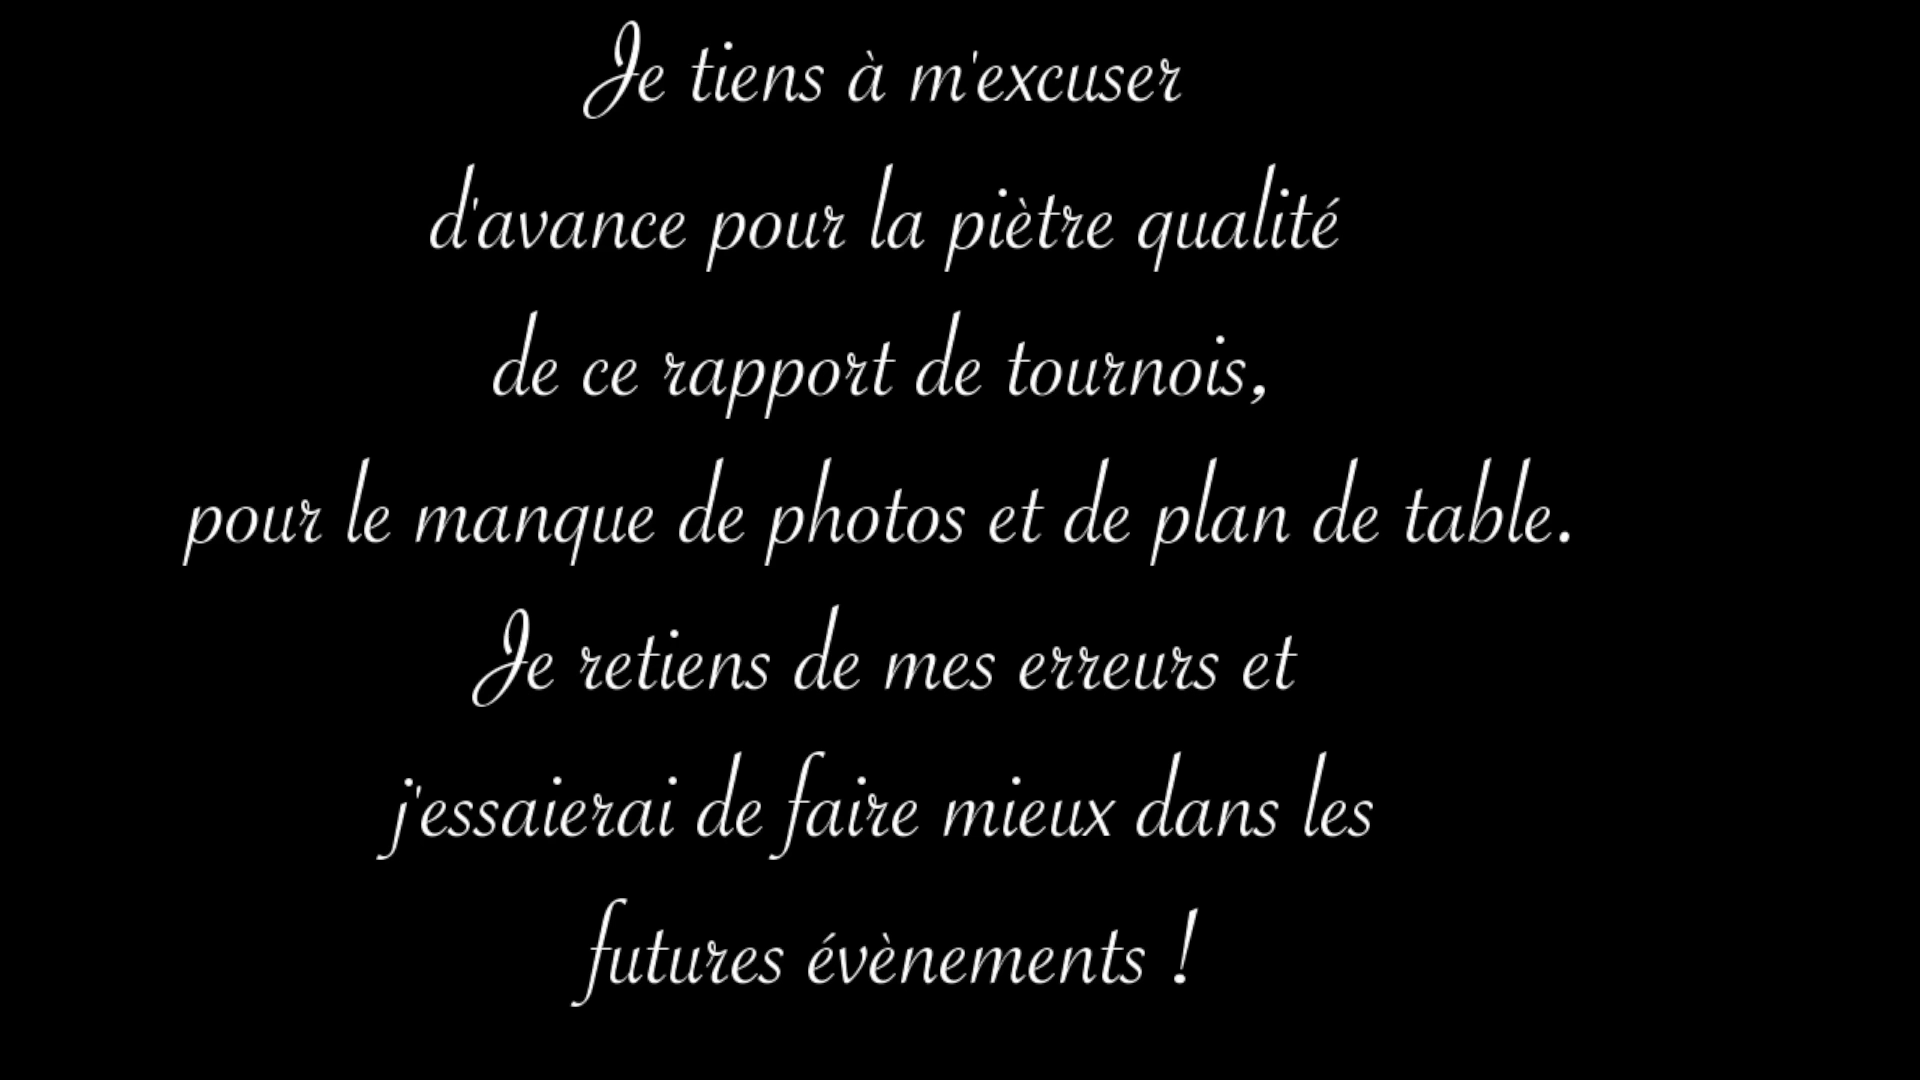 Je tiens à m'excuser
d'avance pour la piètre qualité
de ce rapport de tournois,
pour le manque de photos et de plan de table.
Je retiens de mes erreurs et
j'essaierai de faire mieux dans les
futures évènements !